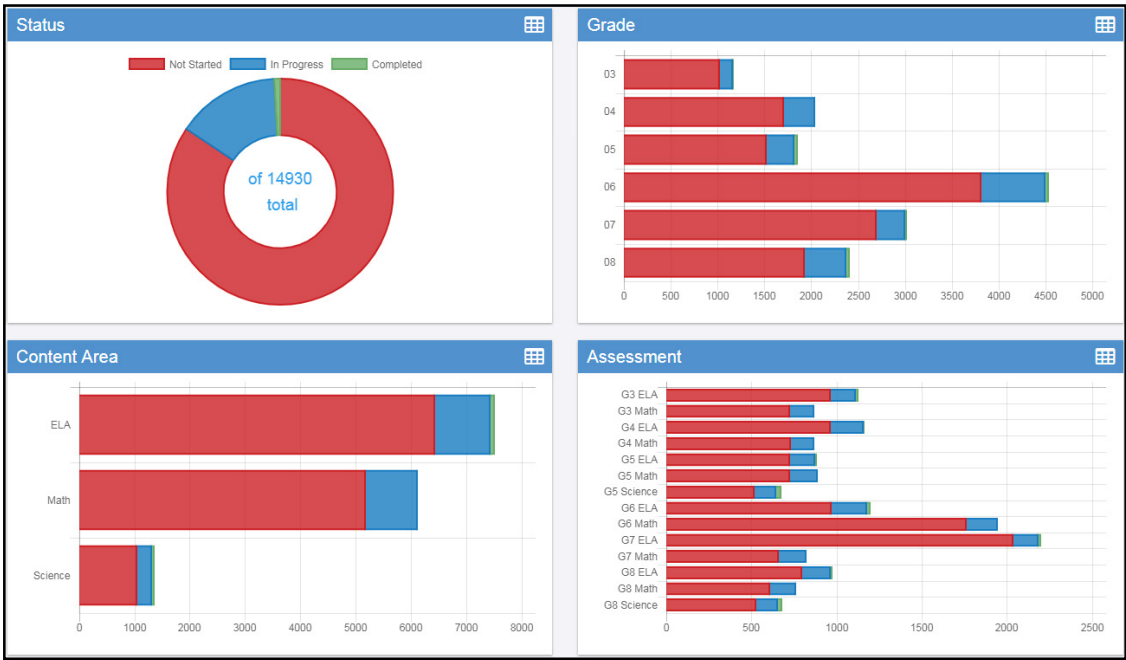 Status
Not Started In Progress Completed
of 14930
total
Grade
03
04
05
06
07
08
0 500 1000 1500 2000 2500 3000 3500 4000 4500 5000
Content Area
ELA
Math
Science
0 1000 2000 3000 4000 5000 6000 7000 8000
Assessment
G3 ELA
G3 Math
G4 ELA
G4 Math
G5 ELA
G5 Math
G5 Science
G6 ELA
G6 Math
G7 ELA
G7 Math
G8 ELA
G8 Math
G8 Science
0 500 1000 1500 2000 2500